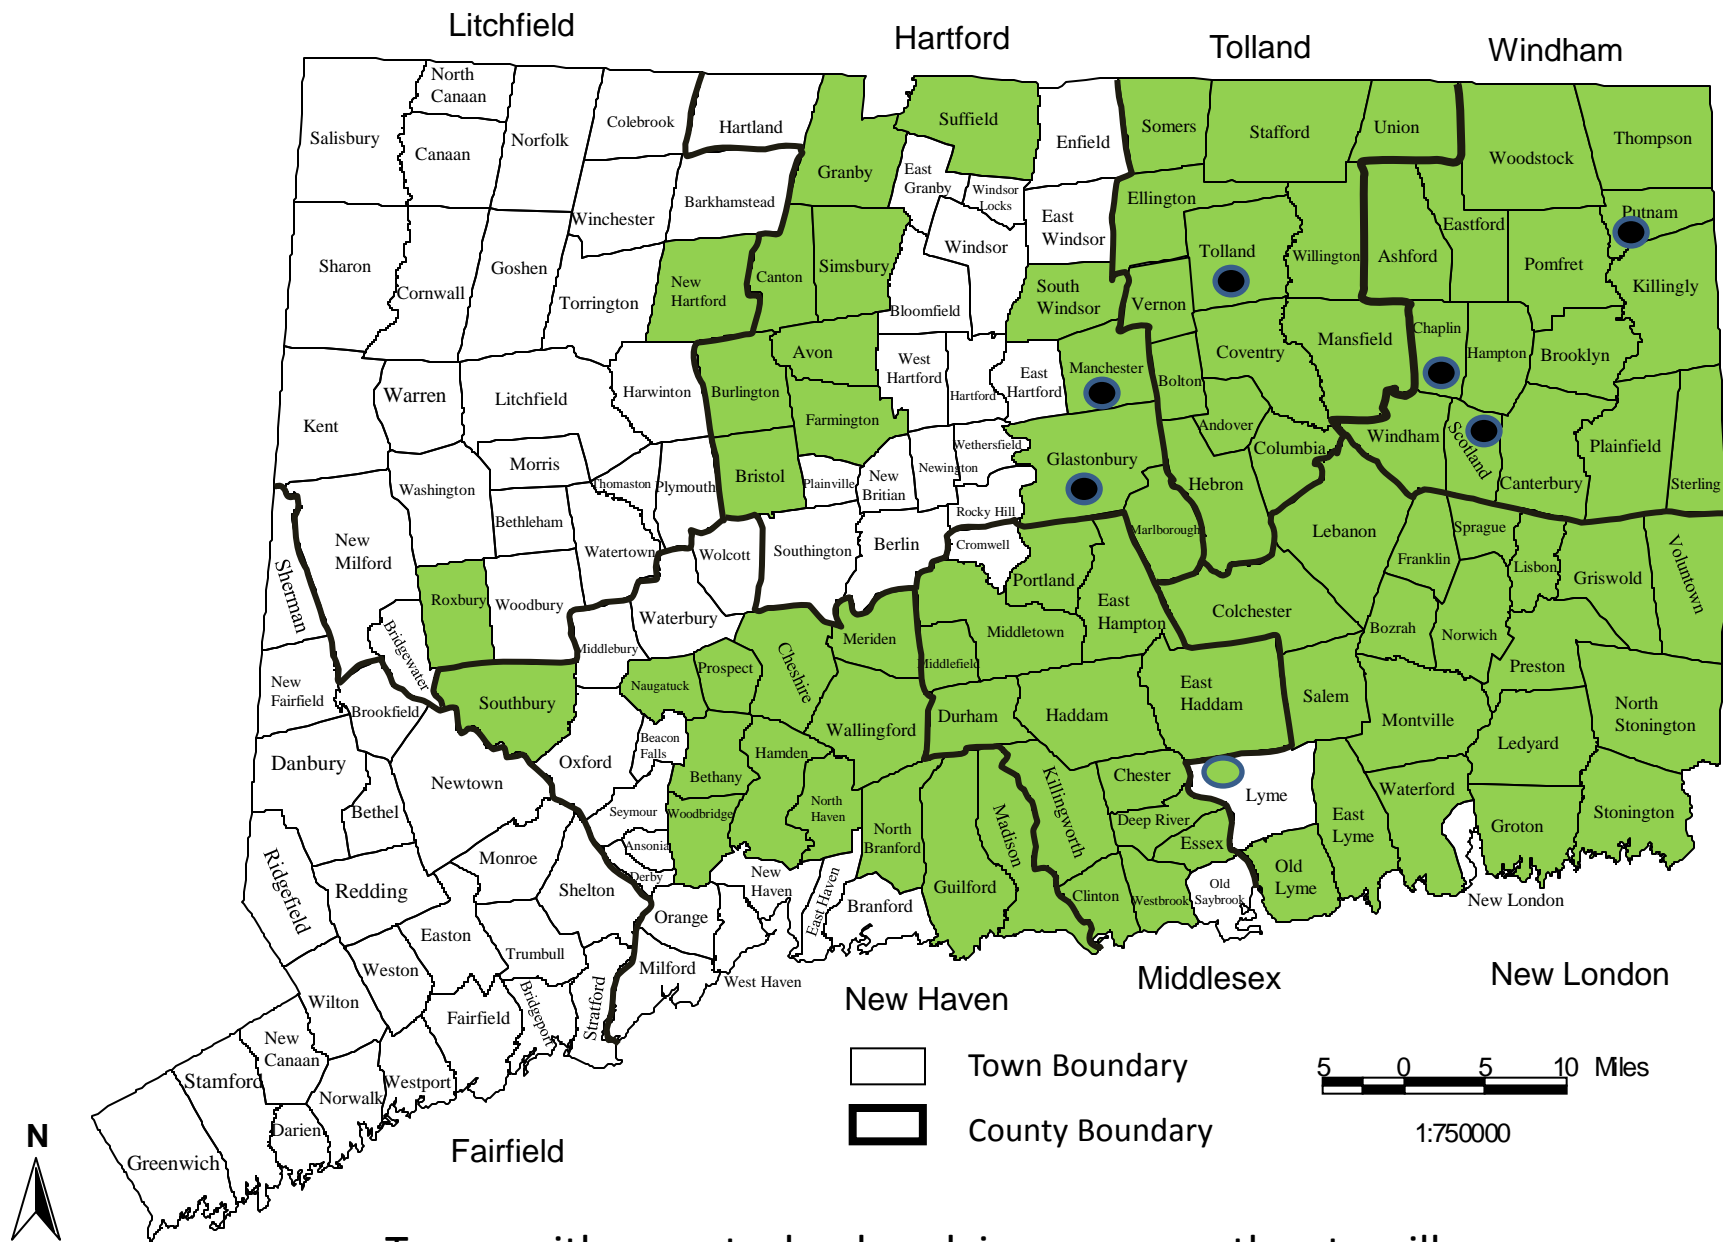 Litchfield
Hartford
Tolland
Windham
North
Canaan
Salisbury
Canaan
Norfolk
Colebrook
Hartland
Granby
Suffield
Enfield
Somers
Stafford
Union
Woodstock
Thompson
East
Granby
Windsor
Locks
Barkhamstead
Winchester
East
Windsor
Ellington
Eastford
Putnam
Sharon
Cornwall
Goshen
Torrington
New
Hartford
Canton
Simsbury
Windsor
Bloomfield
South
Windsor
Tolland
Willington
Ashford
Pomfret
Killingly
Vernon
Kent
Warren
Litchfield
Harwinton
Burlington
Avon
Farmington
West
Hartford
Hartford
East
Hartford
Manchester
Bolton
Coventry
Mansfield
Chaplin
Hampton
Brooklyn
Andover
Columbia
Windham
Scotland
Canterbury
Plainfield
Sterling
Washington
Morris
Bethleham
Thomaston
Plymouth
Bristol
Plainville
New
Britian
Newington
Wethersfield
Rocky Hill
Glastonbury
Hebron
Marlborough
Lebanon
Franklin
Sprague
Lisbon
Griswold
Voluntown
Sherman
New
Milford
Watertown
Wolcott
Southington
Berlin
Cromwell
Portland
East
Hampton
Colchester
Bozrah
Norwich
Preston
Roxbury
Woodbury
Bridgewater
Middlebury
Waterbury
Cheshire
Meriden
Middletown
Middlefield
New
Fairfield
Brookfield
Southbury
Naugatuck
Prospect
Wallingford
Durham
Haddam
East
Haddam
Salem
Montville
Ledyard
North
Stonington
Danbury
Bethel
Newtown
Oxford
Beacon
Falls
Bethany
Hamden
Seymour
Woodbridge
North
Haven
North
Branford
Guilford
Madison
Killingworth
Chester
Deep River
Essex
Lyme
East
Lyme
Waterford
Groton
Stonington
Ridgefield
Redding
Monroe
Shelton
Ansonia
Derby
Orange
New
Haven
East Haven
Branford
Clinton
Westbrook
Old
Saybrook
Old
Lyme
New London
Easton
Trumbull
Weston
Wilton
Stratford
Milford
West Haven
Fairfield
Bridgeport
New
Canaan
Stamford
Norwalk
Westport
Darien
Greenwich
New Haven
Middlesex
New London
Fairfield
Town Boundary
County Boundary
5 0 5 10 Miles
1:750000
N